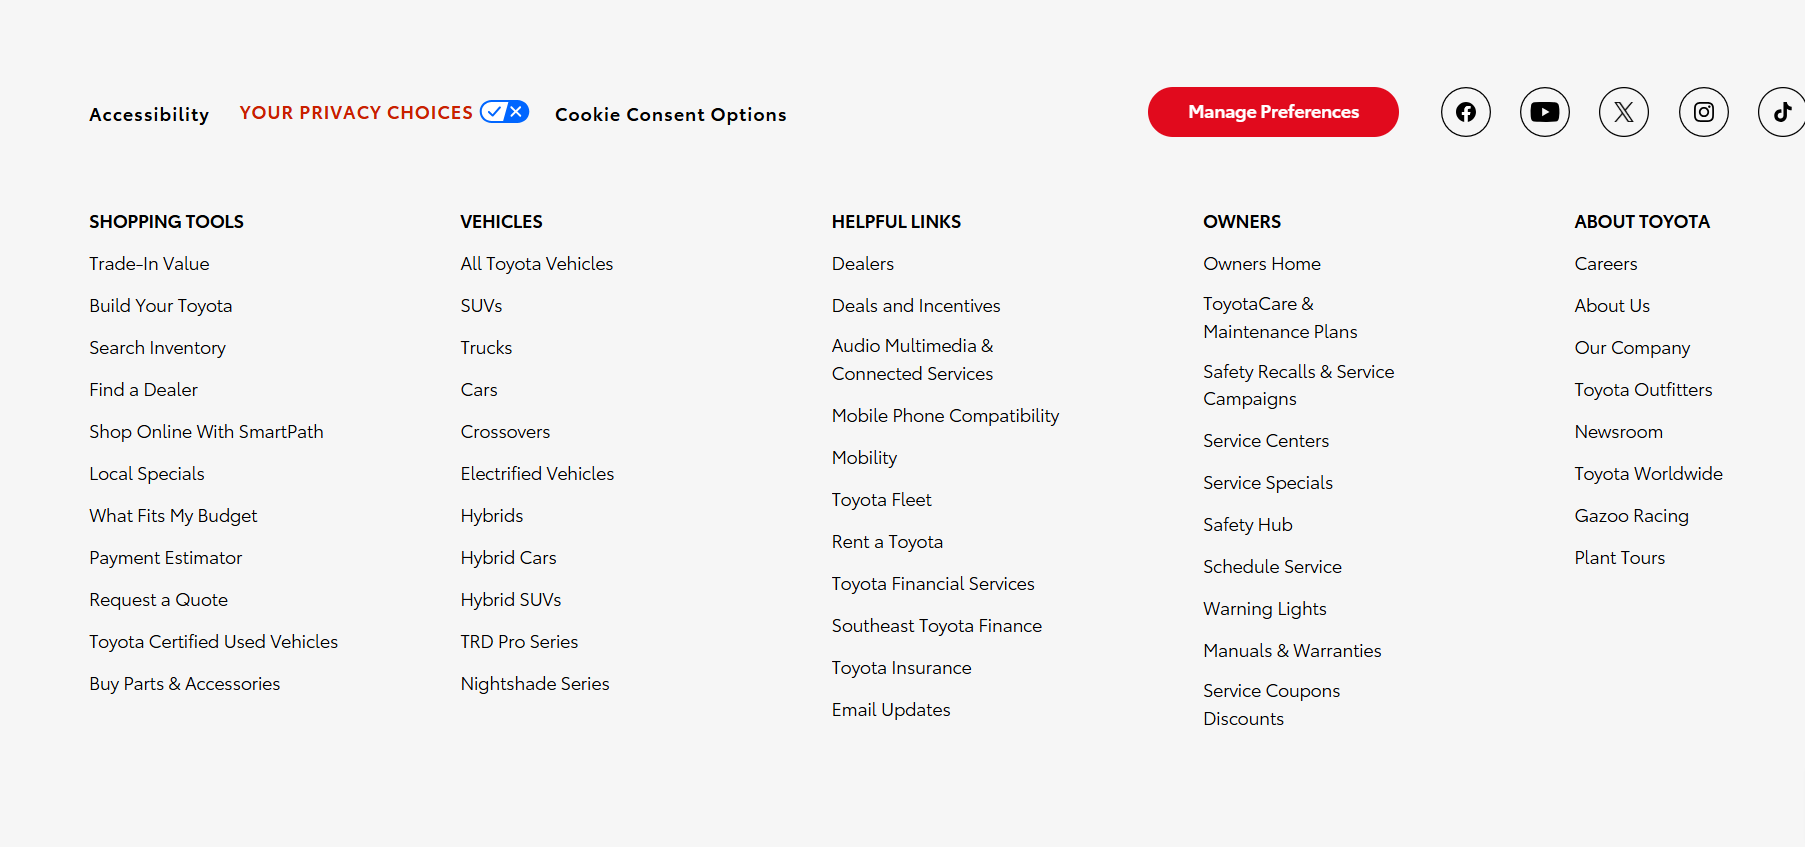 Accessibility
YOUR PRIVACY CHOICES
Cookie Consent Options
Manage Preferences
SHOPPING TOOLS
Trade-In Value
Build Your Toyota
Search Inventory
Find a Dealer
Shop Online With SmartPath
Local Specials
What Fits My Budget
Payment Estimator
Request a Quote
Toyota Certified Used Vehicles
Buy Parts & Accessories
VEHICLES
All Toyota Vehicles
SUVs
Trucks
Cars
Crossovers
Electrified Vehicles
Hybrids
Hybrid Cars
Hybrid SUVs
TRD Pro Series
Nightshade Series
HELPFUL LINKS
Dealers
Deals and Incentives
Audio Multimedia &
Connected Services
Mobile Phone Compatibility
Mobility
Toyota Fleet
Rent a Toyota
Toyota Financial Services
Southeast Toyota Finance
Toyota Insurance
Email Updates
OWNERS
Owners Home
ToyotaCare &
Maintenance Plans
Safety Recalls & Service
Campaigns
Service Centers
Service Specials
Safety Hub
Schedule Service
Warning Lights
Manuals & Warranties
Service Coupons
Discounts
ABOUT TOYOTA
Careers
About Us
Our Company
Toyota Outfitters
Newsroom
Toyota Worldwide
Gazoo Racing
Plant Tours